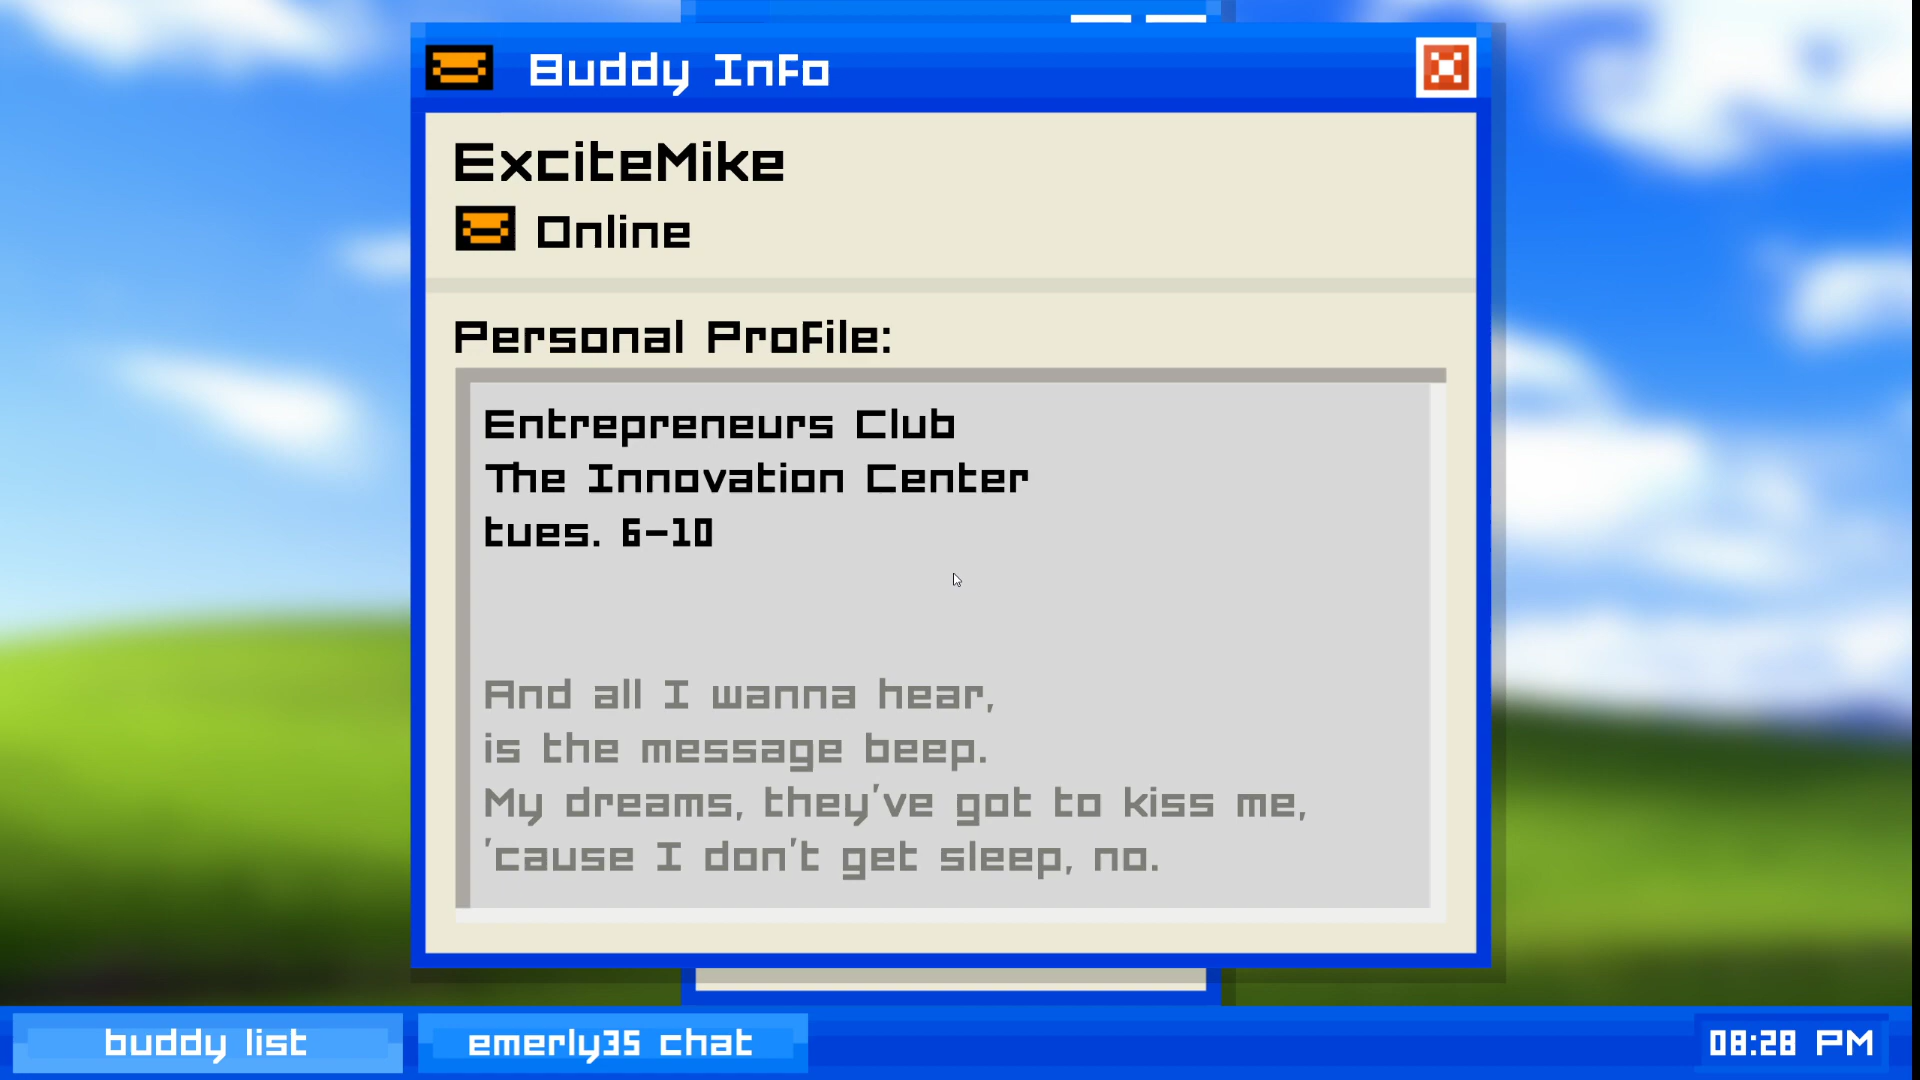 Buddy Info
ExciteMike
Online
Personal Profile:
Entrepreneurs Club
The Innovation Center
tues. 6-10
And all I wanna hear,
is the message beep.
My dreams, they've got to kiss me,
'cause I don't get sleep, no.
buddy list
emerly35 chat
08:28 PM